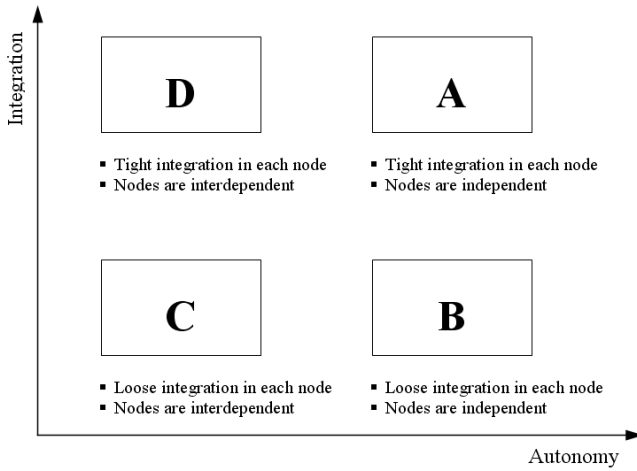 Integration
D
▪ Tight integration in each node
▪ Nodes are interdependent
A
▪ Tight integration in each node
▪ Nodes are independent
C
▪ Loose integration in each node
▪ Nodes are interdependent
B
▪ Loose integration in each node
▪ Nodes are independent
Autonomy